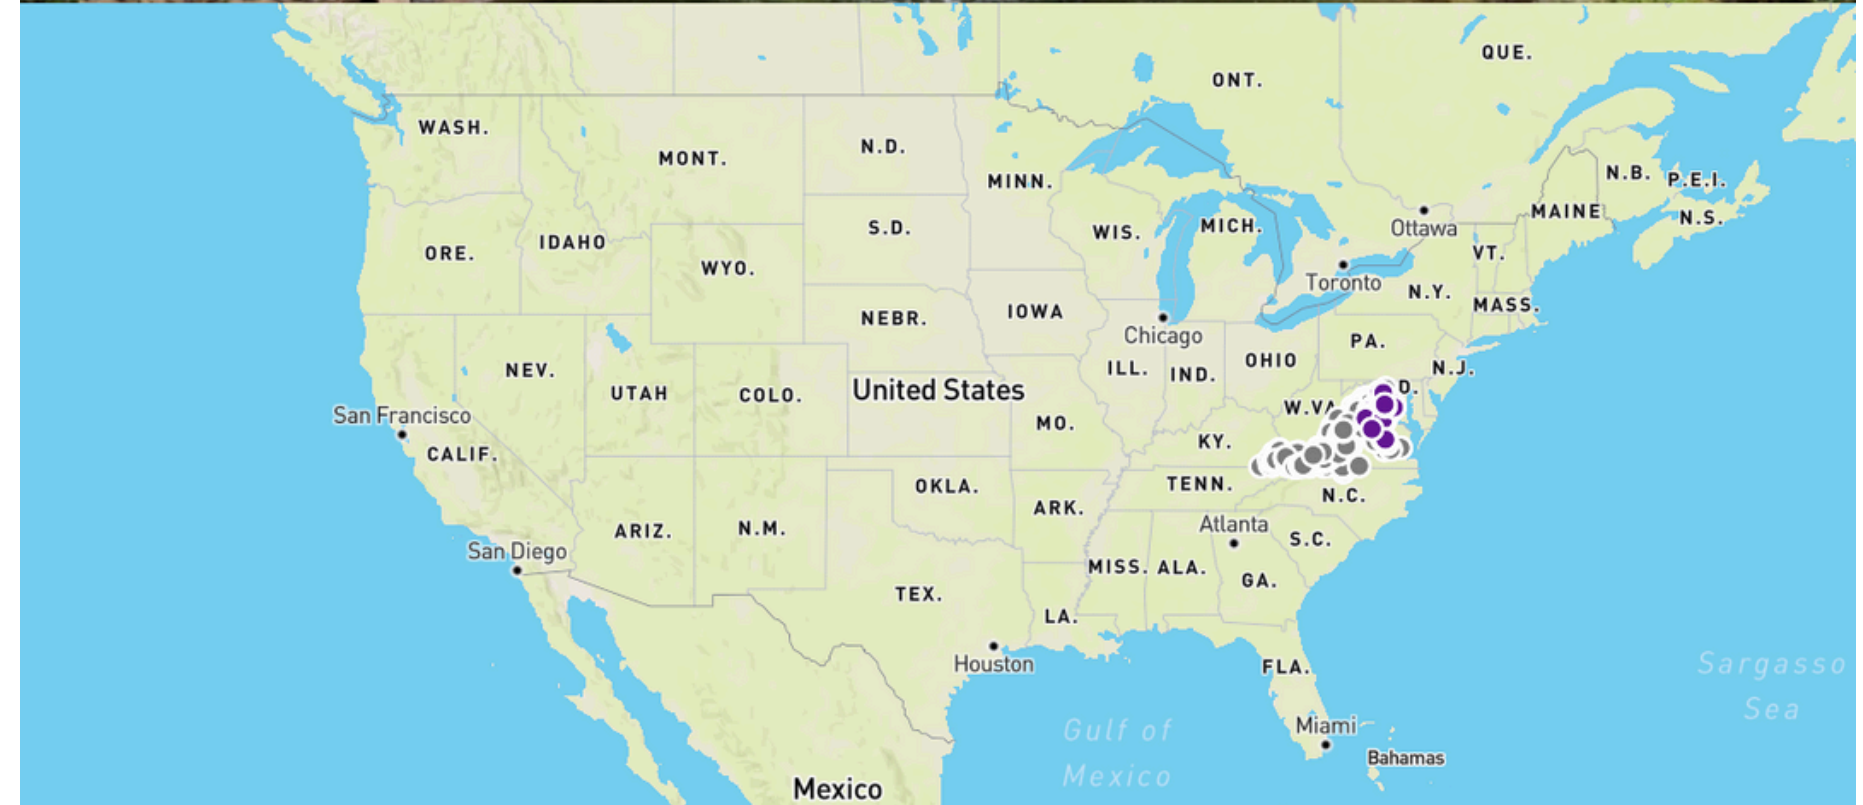 QUE.
ONT.
WASH.
N.D.
MONT.
MINN.
N.B.
P.E.I.
MAINE
N.S.
S.D.
WIS.
MICH.
Ottawa
ORE.
IDAHO
WYO.
VT.
Toronto
N.Y.
MASS.
NEBR.
IOWA
Chicago
PA.
OHIO
N.J.
NEV.
ILL.
IND.
United States
UTAH
COLO.
D.
W.VA
San Francisco
MO.
KY.
CALIF.
TENN.
OKLA.
N.C.
ARK.
Atlanta
ARIZ.
N.M.
S.C.
San Diego
MISS.
ALA.
GA.
TEX.
LA.
Houston
FLA.
Sargasso
Sea
Miami
Gulf of
Mexico
Bahamas
Mexico